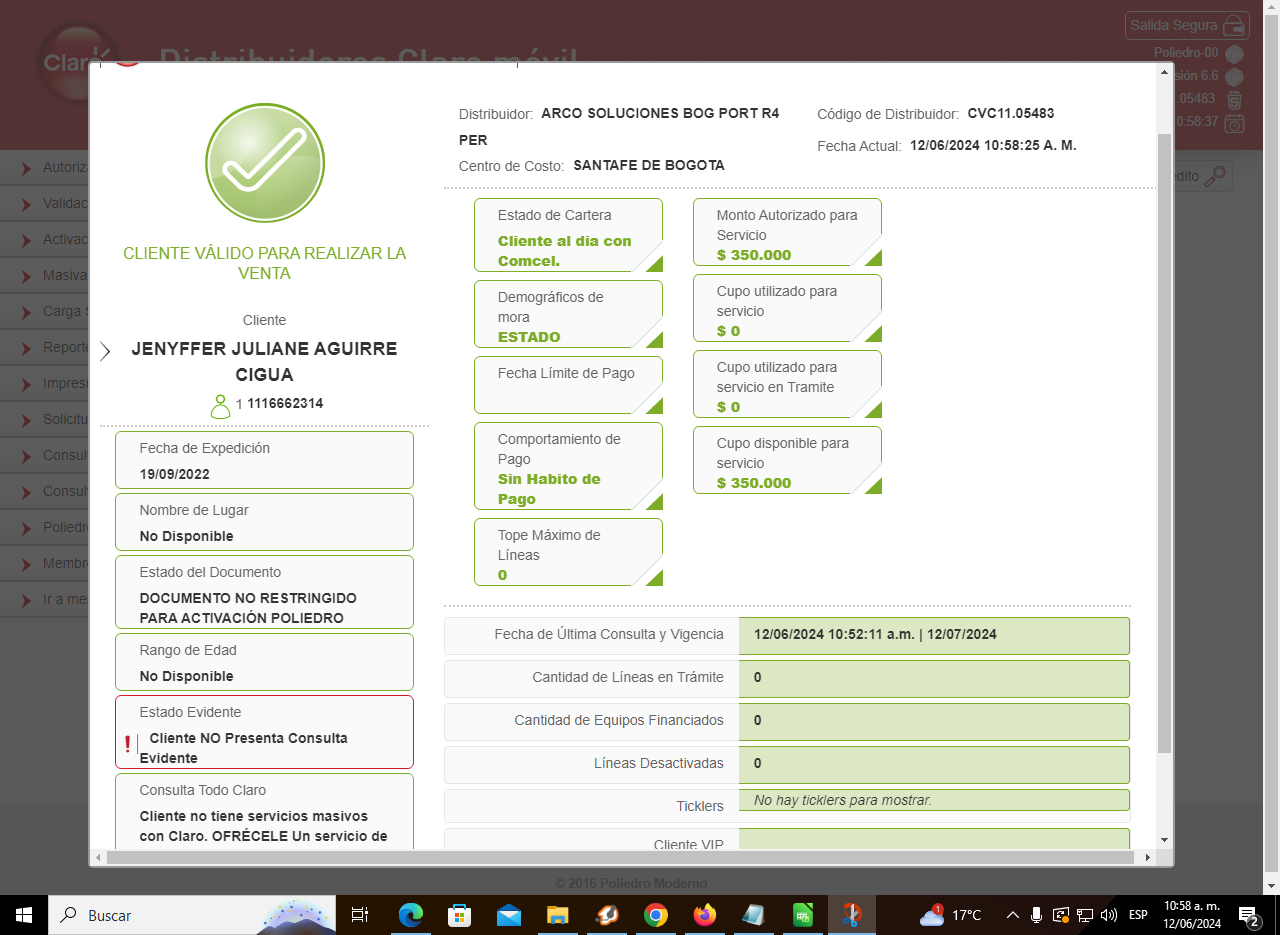 Claro
Distribuidores Claro móvil
Salida Segura
Poliedro-00
sión 6.6
.05483
0:58:37
édito
Autoriz
Validac
Activac
Masiva
Carga
Reporte
Impresi
Solicitu
Consul
Consul
Poliedr
Membr
Ir a me
CLIENTE VÁLIDO PARA REALIZAR LA
VENTA
Cliente
JENYFFER JULIANE AGUIRRE
CIGUA
1 1116662314
Fecha de Expedición
19/09/2022
Nombre de Lugar
No Disponible
Estado del Documento
DOCUMENTO NO RESTRINGIDO
PARA ACTIVACIÓN POLIEDRO
Rango de Edad
No Disponible
Estado Evidente
! Cliente NO Presenta Consulta
Evidente
Consulta Todo Claro
Cliente no tiene servicios masivos
con Claro. OFRÉCELE Un servicio de
Distribuidor: ARCO SOLUCIONES BOG PORT R4
PER
Centro de Costo: SANTAFE DE BOGOTA
Código de Distribuidor: CVC11.05483
Fecha Actual: 12/06/2024 10:58:25 A. M.
Estado de Cartera
Cliente al dia con
Comcel.
Demográficos de
mora
ESTADO
Fecha Límite de Pago
Comportamiento de
Pago
Sin Habito de
Pago
Tope Máximo de
Líneas
0
Monto Autorizado para
Servicio
$ 350.000
Cupo utilizado para
servicio
$ 0
Cupo utilizado para
servicio en Tramite
$ 0
Cupo disponible para
servicio
$ 350.000
Fecha de Última Consulta y Vigencia 12/06/2024 10:52:11 a.m. | 12/07/2024
Cantidad de Líneas en Trámite 0
Cantidad de Equipos Financiados 0
Líneas Desactivadas 0
Ticklers No hay ticklers para mostrar.
Cliente VIP
© 2016 Poliedro Moderno
Buscar
1
17°C
ESP
10:58 a. m.
12/06/2024
2